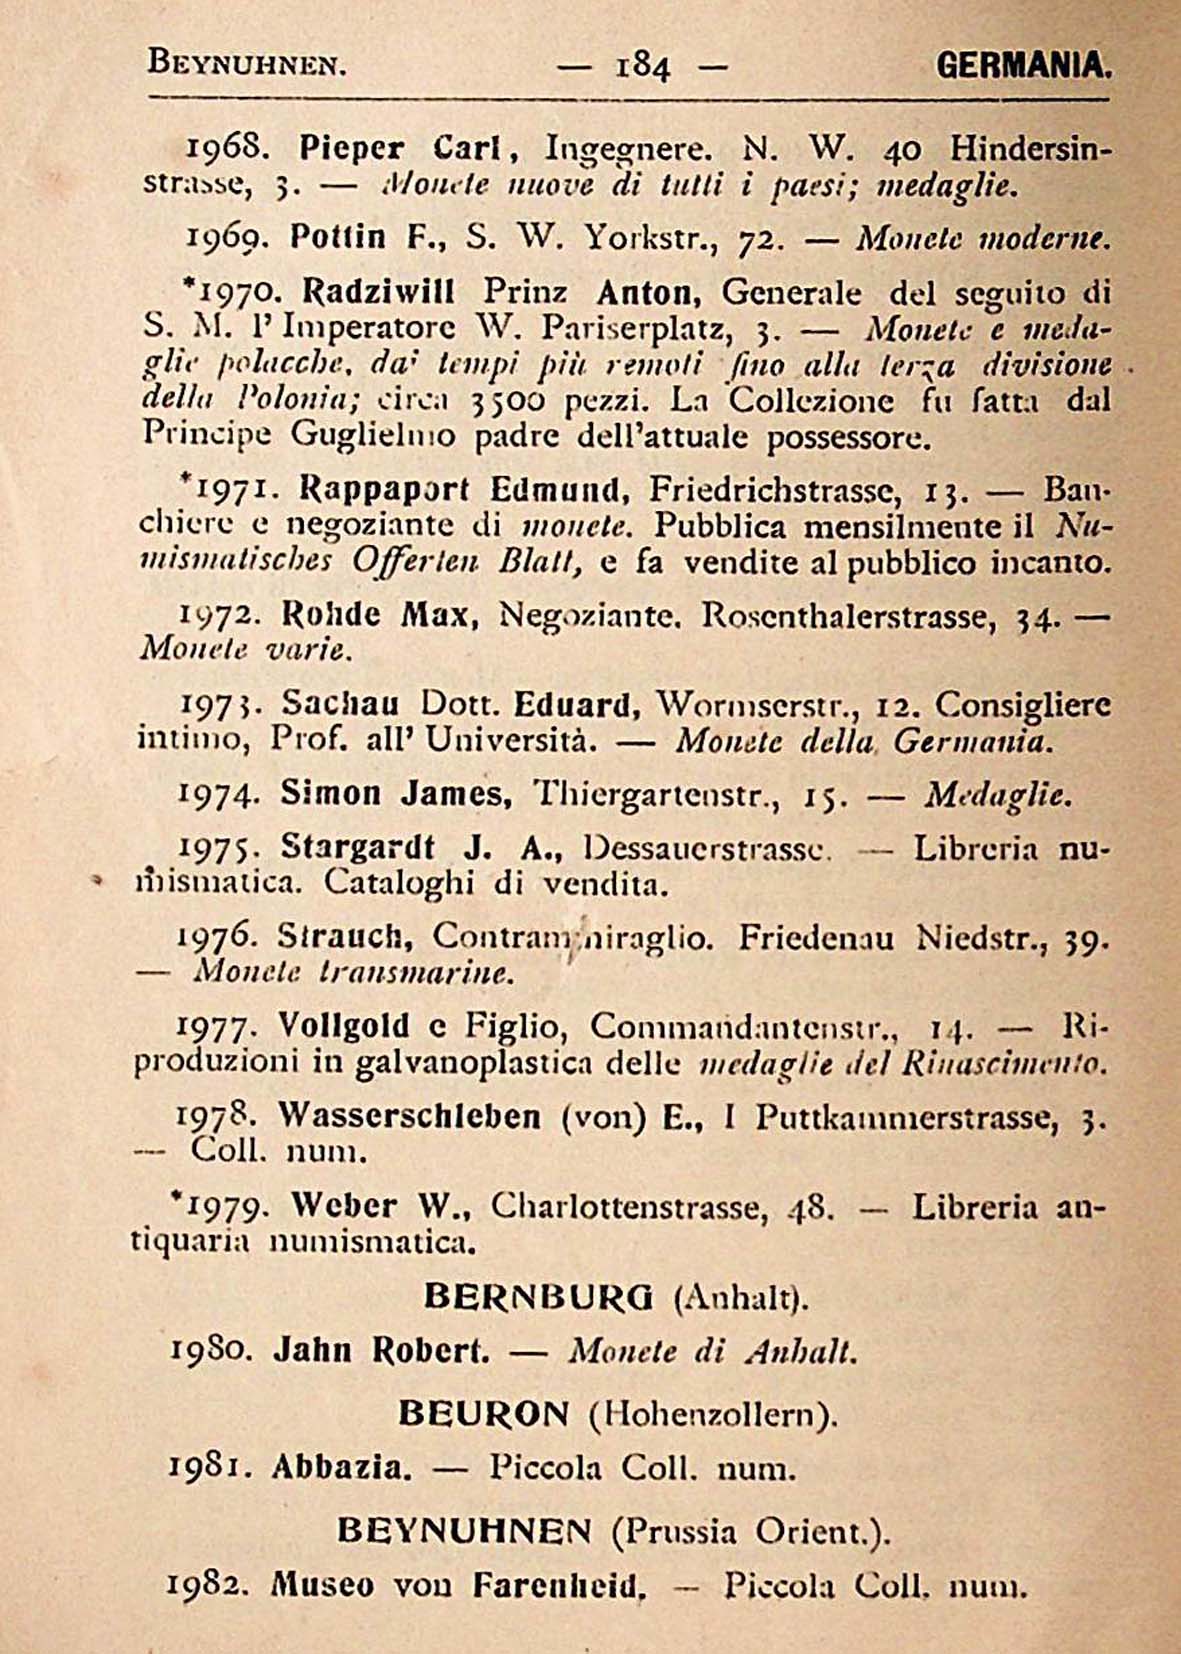 BEYNUHNEN. — 184 — GERMANIA.
1968. Pieper Carl, Ingegnere. N. W. 40 Hindersin-
strasse, 3. — Monete nuove di tutti i paesi; medaglie.
1969. Pottin F., S. W. Yorkstr., 72. — Monete moderne.
*1970. Radziwill Prinz Anton, Generale del seguito di
S. M. l'Imperatore W. Pariserplatz, 3. — Monete e meda-
glie polacche, dai tempi più remoti fino alla terza divisione
della Polonia; circa 3500 pezzi. La Collezione fu fatta dal
Principe Guglielmo padre dell'attuale possessore.
*1971. Rappaport Edmund, Friedrichstrasse, 13. — Ban-
chiere e negoziante di monete. Pubblica mensilmente il Nu-
mismatisches Offerten Blatt, e fa vendite al pubblico incanto.
1972. Rohde Max, Negoziante. Rosenthalerstrasse, 34. —
Monete varie.
1973. Sachau Dott. Eduard, Wormserstr., 12. Consigliere
intimo, Prof. all' Università. — Monete della Germania.
1974. Simon James, Thiergartenstr., 15. — Medaglie.
1975. Stargardt J. A., Dessauerstrasse. — Libreria nu-
mismatica. Cataloghi di vendita.
1976. Strauch, Contrammiraglio. Friedenau Niedstr., 39.
— Monete transmarine.
1977. Vollgold e Figlio, Commandantenstr., 14. — Ri-
produzioni in galvanoplastica delle medaglie del Rinascimento.
1978. Wasserschleben (von) E., I Puttkammerstrasse, 3.
— Coll. num.
*1979. Weber W., Charlottenstrasse, 48. — Libreria an-
tiquaria numismatica.
BERNBURG (Anhalt).
1980. Jahn Robert. — Monete di Anhalt.
BEURON (Hohenzollern).
1981. Abbazia. — Piccola Coll. num.
BEYNUHNEN (Prussia Orient.).
1982. Museo von Farenheid. — Piccola Coll. num.